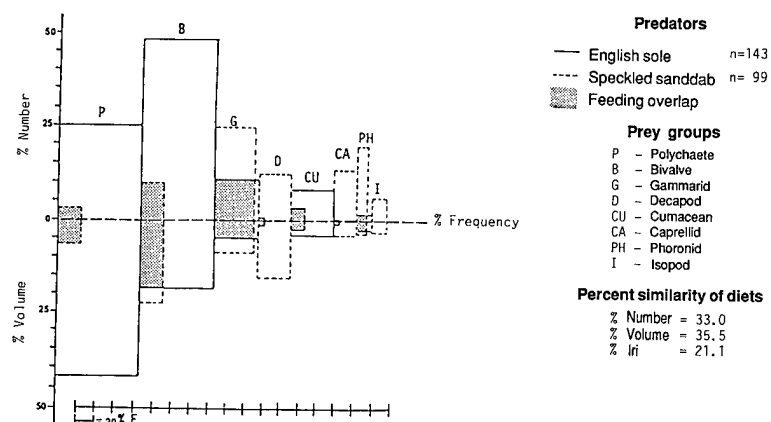 50
B
25
P
G
D
CU
CA
PH
I
% Number
0
% Frequency
% Volume
25
50
Predators
English sole n=143
Speckled sanddab n= 99
Feeding overlap
Prey groups
P – Polychaete
B – Bivalve
G – Gammarid
D – Decapod
CU – Cumacean
CA – Caprellid
PH – Phoronid
I – Isopod
Percent similarity of diets
% Number = 33.0
% Volume = 35.5
% Iri = 21.1